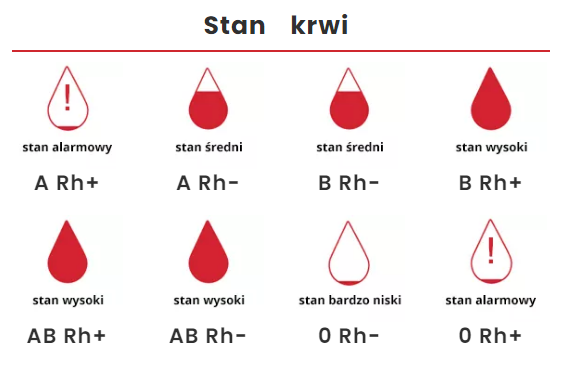 Stan krwi
!
stan alarmowy stan średni stan średni stan wysoki
A Rh+ A Rh- B Rh- B Rh+
!
stan wysoki stan wysoki stan bardzo niski stan alarmowy
AB Rh+ AB Rh- 0 Rh- 0 Rh+